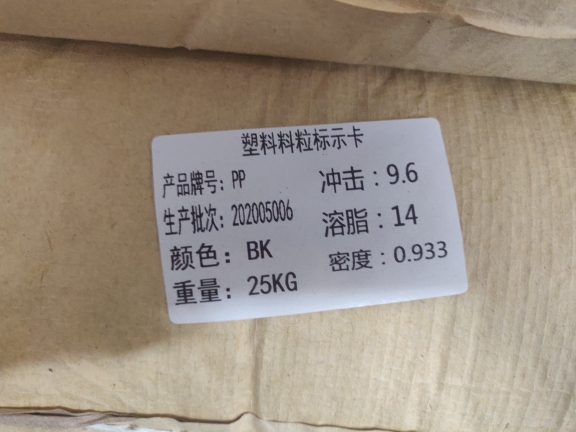 塑料料粒标示卡
产品牌号: PP
冲击：9.6
生产批次: 202005006
溶脂：14
颜色：BK
密度：0.933
重量：25KG